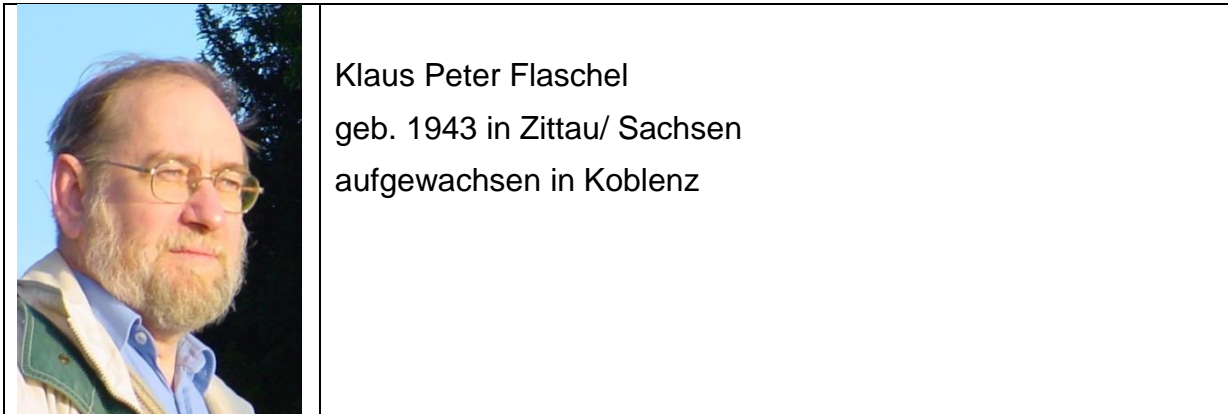 Klaus Peter Flaschel
geb. 1943 in Zittau/ Sachsen
aufgewachsen in Koblenz